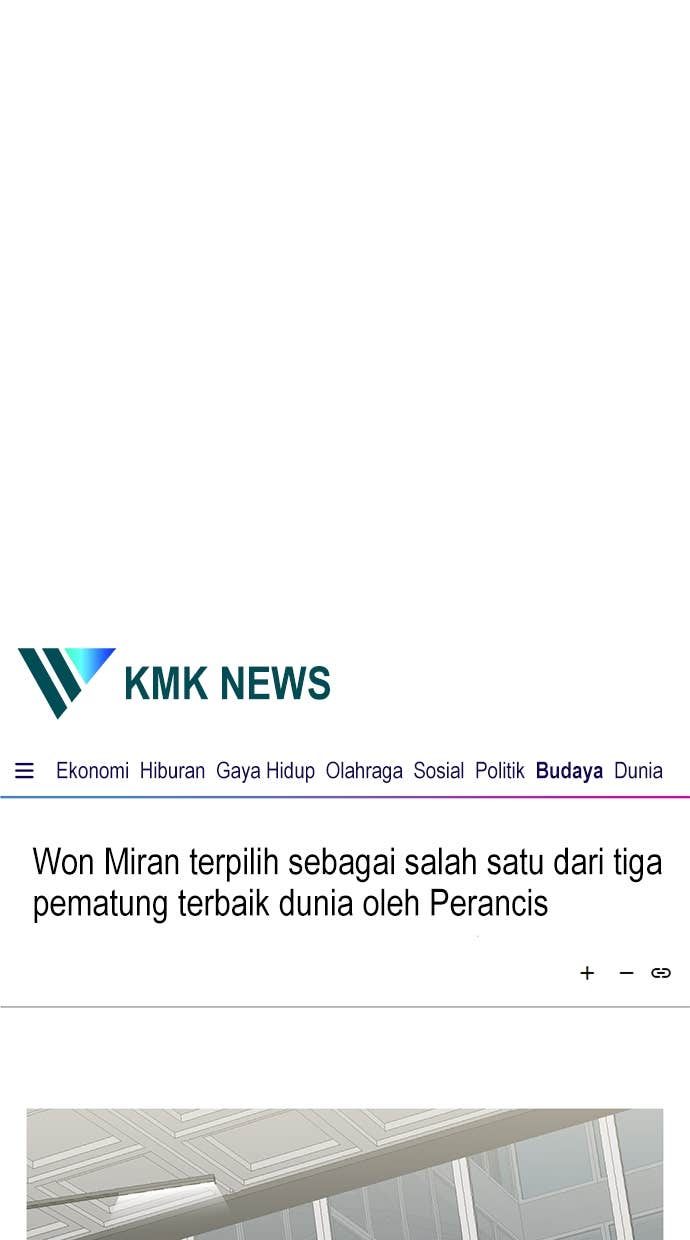 KMK NEWS
Ekonomi Hiburan Gaya Hidup Olahraga Sosial Politik Budaya Dunia
Won Miran terpilih sebagai salah satu dari tiga
pematung terbaik dunia oleh Perancis